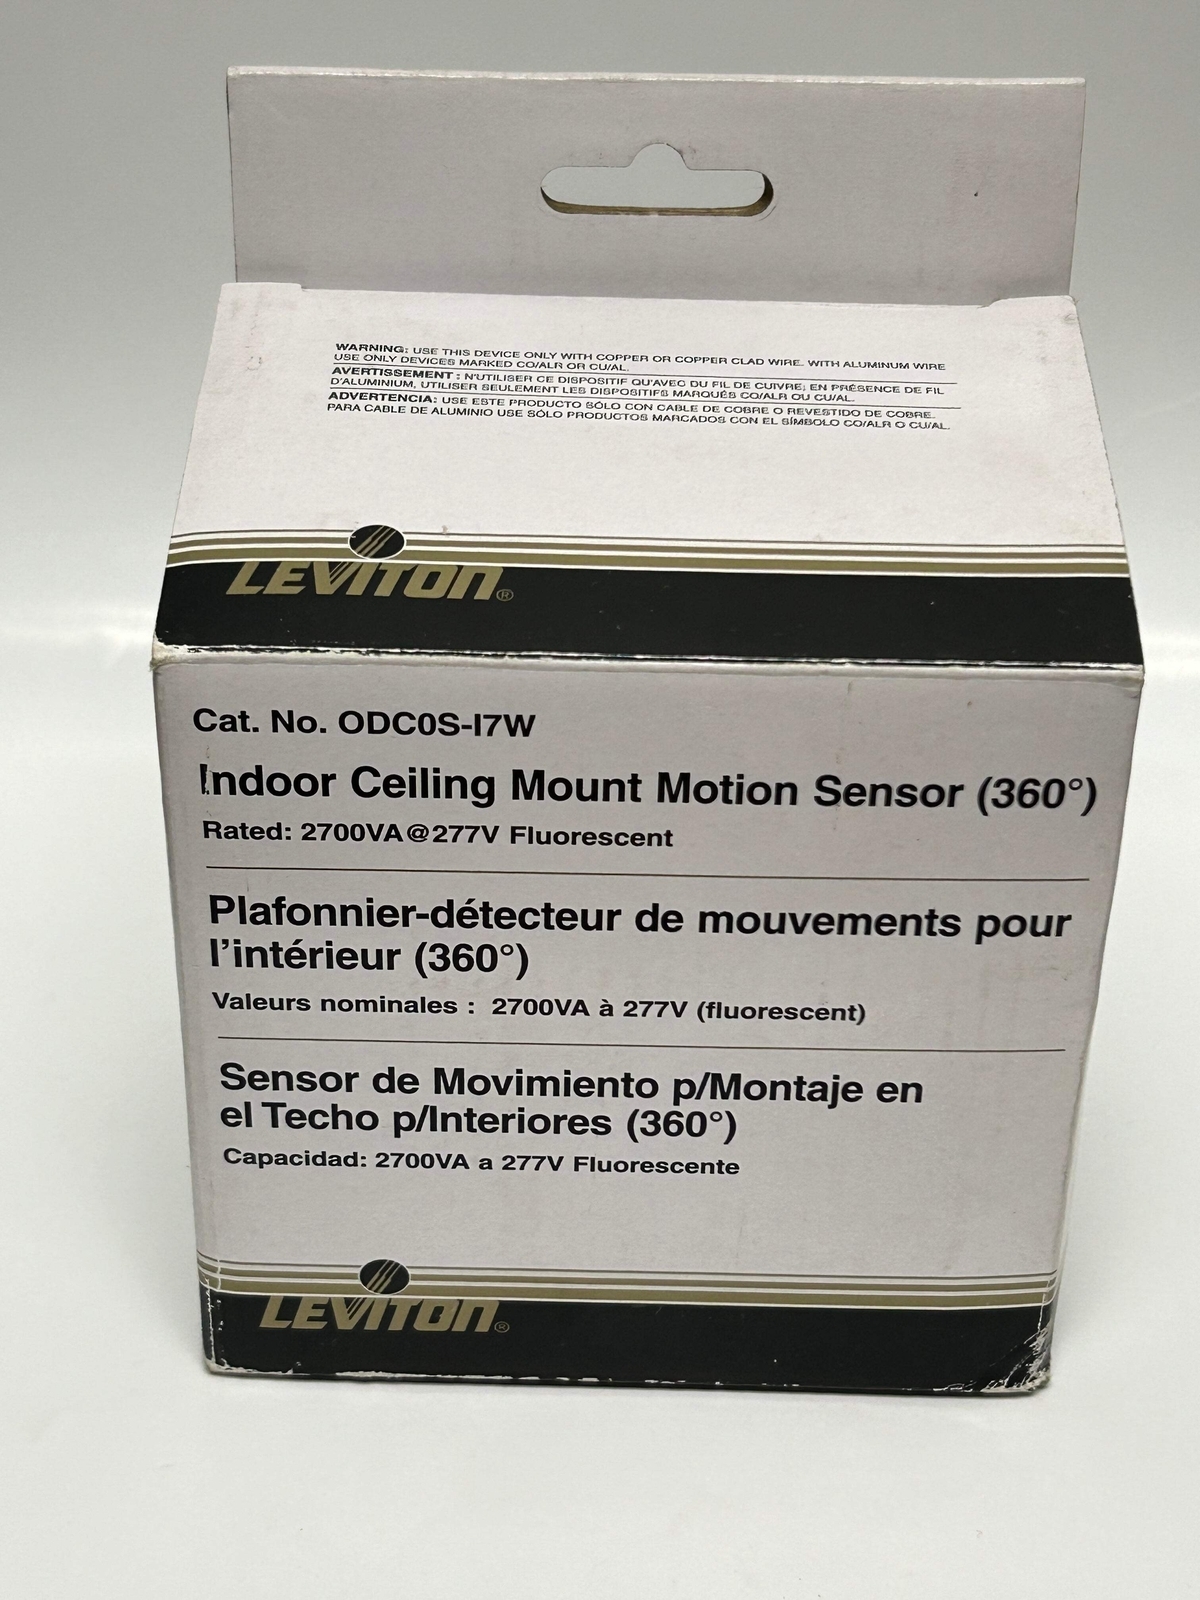 WARNING: USE THIS DEVICE ONLY WITH COPPER OR COPPER CLAD WIRE. WITH ALUMINUM WIRE
USE ONLY DEVICES MARKED CO/ALR OR CU/AL.
AVERTISSEMENT : N'UTILISER CE DISPOSITIF QU'AVEC DU FIL DE CUIVRE; EN PRÉSENCE DE FIL
D'ALUMINIUM, UTILISER SEULEMENT LES DISPOSITIFS MARQUÉS CO/ALR OU CU/AL.
ADVERTENCIA: USE ESTE PRODUCTO SÓLO CON CABLE DE COBRE O REVESTIDO DE COBRE.
PARA CABLE DE ALUMINIO USE SÓLO PRODUCTOS MARCADOS CON EL SÍMBOLO CO/ALR O CU/AL.
LEVITON®
Cat. No. ODC0S-I7W
Indoor Ceiling Mount Motion Sensor (360°)
Rated: 2700VA@277V Fluorescent
Plafonnier-détecteur de mouvements pour
l'intérieur (360°)
Valeurs nominales : 2700VA à 277V (fluorescent)
Sensor de Movimiento p/Montaje en
el Techo p/Interiores (360°)
Capacidad: 2700VA a 277V Fluorescente
LEVITON®